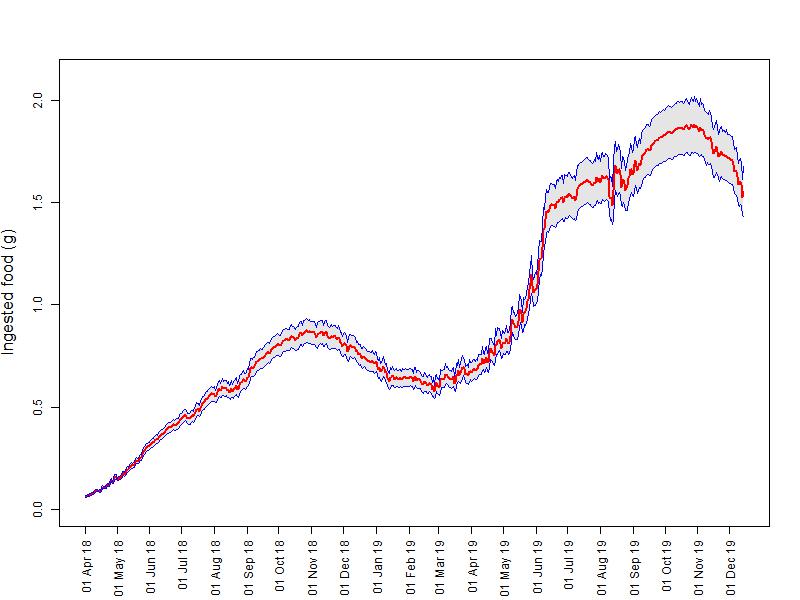 Ingested food (g)
2.0
1.5
1.0
0.5
0.0
01 Apr 18
01 May 18
01 Jun 18
01 Jul 18
01 Aug 18
01 Sep 18
01 Oct 18
01 Nov 18
01 Dec 18
01 Jan 19
01 Feb 19
01 Mar 19
01 Apr 19
01 May 19
01 Jun 19
01 Jul 19
01 Aug 19
01 Sep 19
01 Oct 19
01 Nov 19
01 Dec 19